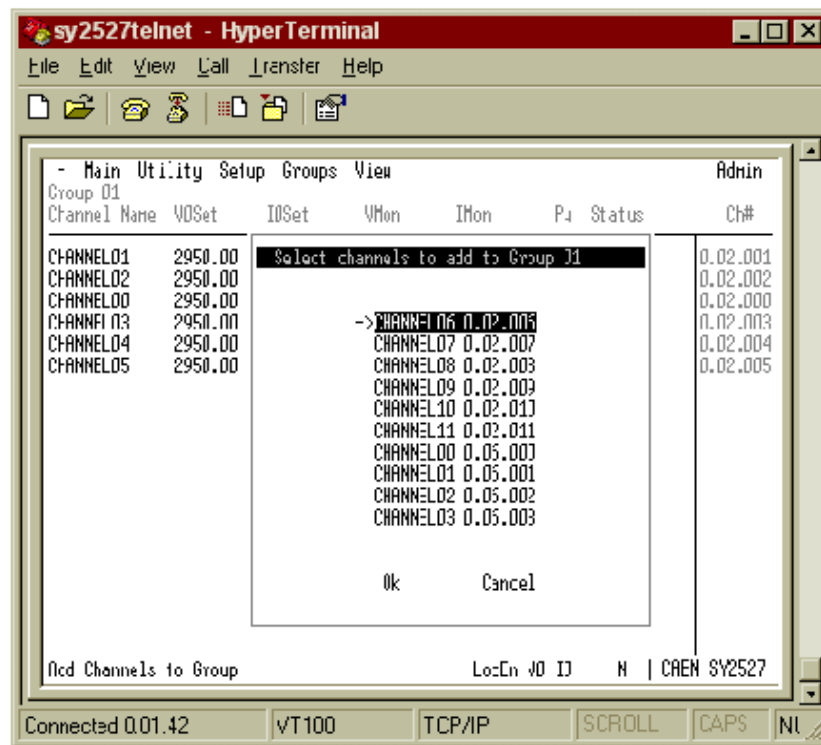 sy2527telnet - HyperTerminal
File Edit View Call Transfer Help
- Main Utility Setup Groups View Admin
Group 01
Channel Name V0Set I0Set VMon IMon Pw Status Ch#
CHANNEL01 2950.00 Select channels to add to Group 01 0.02.001
CHANNEL02 2950.00 0.02.002
CHANNEL00 2950.00 0.02.000
CHANNEL03 2950.00 ->CHANNEL06 0.02.006 0.02.003
CHANNEL04 2950.00 CHANNEL07 0.02.007 0.02.004
CHANNEL05 2950.00 CHANNEL08 0.02.008 0.02.005
CHANNEL09 0.02.009
CHANNEL10 0.02.010
CHANNEL11 0.02.011
CHANNEL00 0.05.000
CHANNEL01 0.05.001
CHANNEL02 0.05.002
CHANNEL03 0.05.003
Ok Cancel
Add Channels to Group LocEn V0 I0 N | CAEN SY2527
Connected 0:01:42 VT100 TCP/IP SCROLL CAPS NU